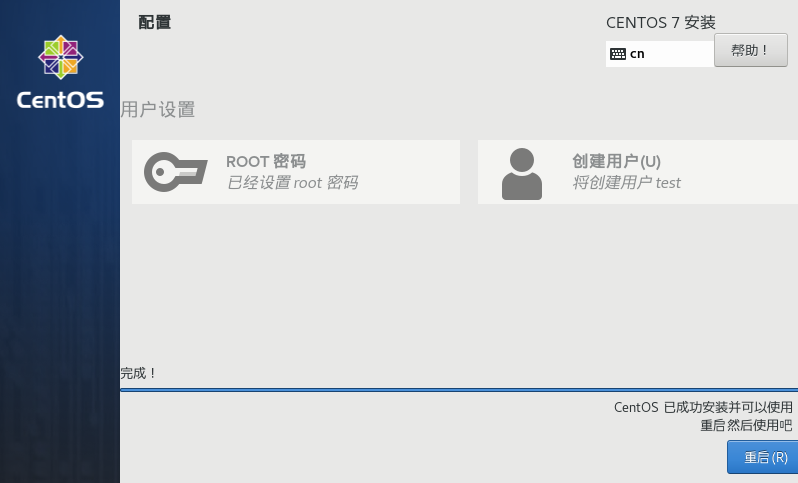 配置
CENTOS 7 安装
cn
帮助！
CentOS
用户设置
ROOT 密码
已经设置 root 密码
创建用户(U)
将创建用户 test
完成！
CentOS 已成功安装并可以使用
重启然后使用吧
重启(R)